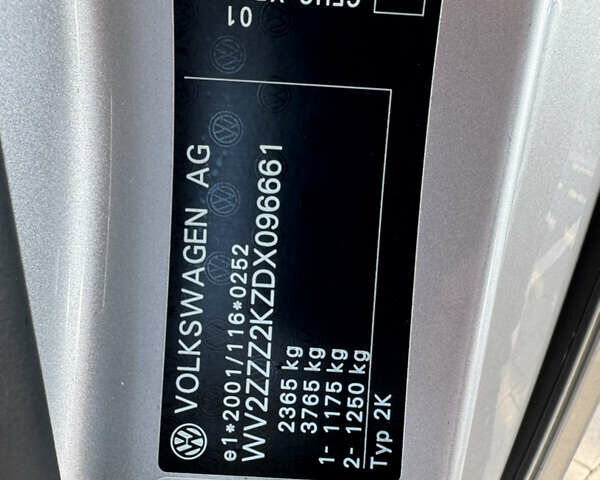 VOLKSWAGEN AG
e1*2001/116*0252
WV2ZZZ2KZDX096661
2365 kg
3765 kg
1- 1175 kg
2- 1250 kg
Typ 2K
01